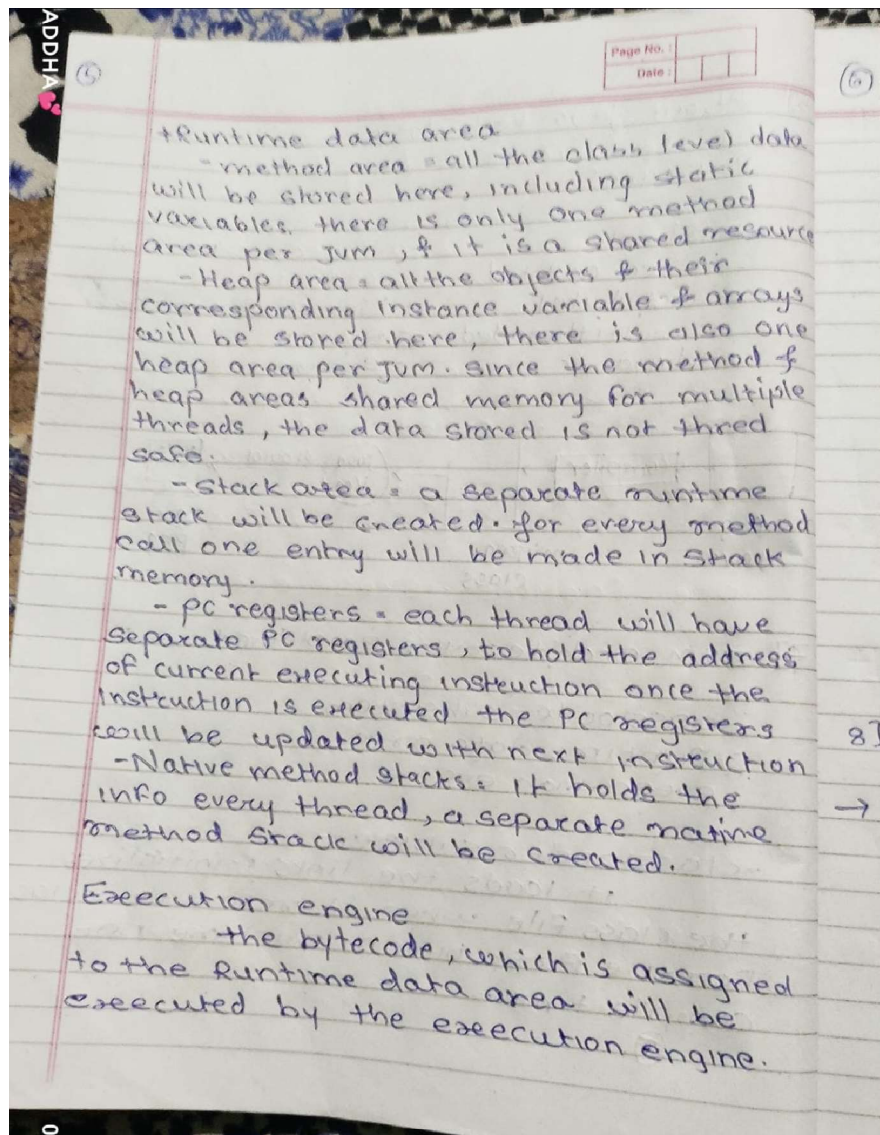 ADDHA
5
Page No. :
Date :
6
+Runtime data area
- method area = all the class level data
will be stored here, including static
variables. there is only one method
area per JVM, & it is a shared resource
- Heap area = all the objects & their
corresponding instance variable & arrays
will be stored here, there is also one
heap area per JVM. Since the method &
heap areas shared memory for multiple
threads, the data stored is not thred
safe.
- Stack area = a separate runtime
stack will be created. for every method
call one entry will be made in stack
memory.
- PC registers = each thread will have
separate PC registers, to hold the address
of current executing instruction once the
instruction is executed the PC registers
will be updated with next instruction
8]
-Native method stacks = It holds the
info every thread, a separate native
→
method stack will be created.
Execution engine
the bytecode, which is assigned
to the Runtime data area will be
executed by the execution engine.
0